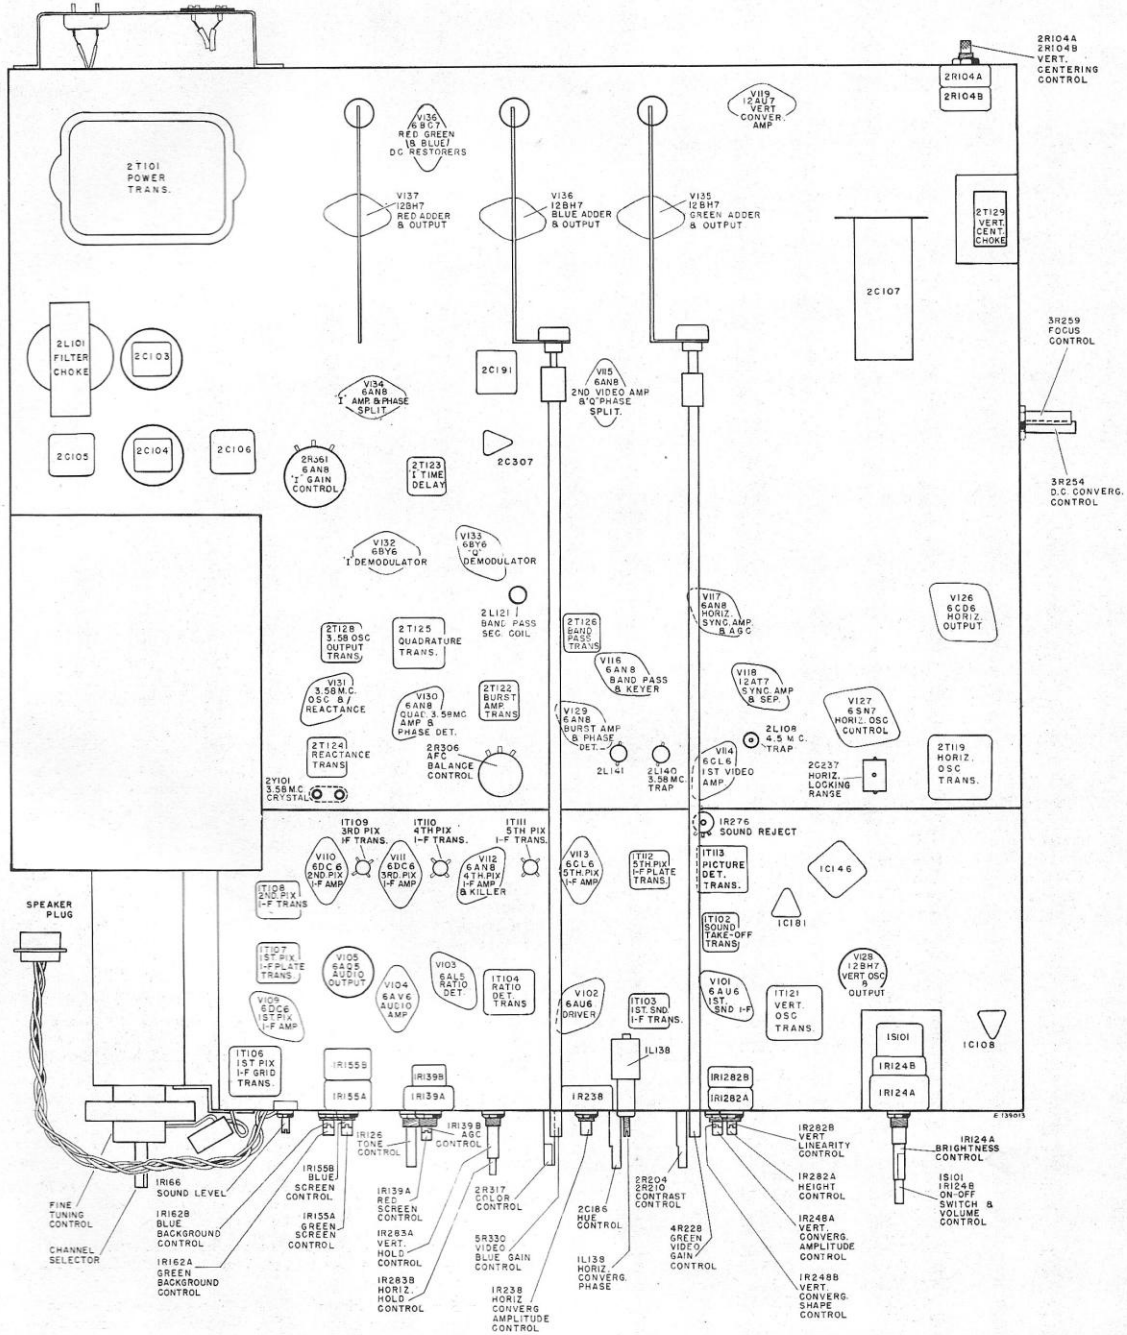 2R104A
2R104B
VERT.
CENTERING
CONTROL
2R104A
2R104B
V119
12AU7
VERT
CONVER.
AMP
V136
6BC7
RED GREEN
& BLUE
DC RESTORERS
2T101
POWER
TRANS.
V137
12BH7
RED ADDER
& OUTPUT
V136
12BH7
BLUE ADDER
& OUTPUT
V135
12BH7
GREEN ADDER
& OUTPUT
2T129
VERT.
CENT.
CHOKE
2C107
3R259
FOCUS
CONTROL
2L101
FILTER
CHOKE
2C103
2C191
V134
6AN8
"I" AMP. & PHASE
SPLIT.
V115
6AN8
2ND VIDEO AMP
& "Q" PHASE
SPLIT.
2C105
2C104
2C106
2R361
6AN8
"I" GAIN
CONTROL
2T123
"I" TIME
DELAY
2C307
3R254
D.C. CONVERG.
CONTROL
V132
6BY6
"I" DEMODULATOR
V133
6BY6
"Q"
DEMODULATOR
2L121
BAND PASS
SEC. COIL
V117
6AN8
HORIZ.
SYNC. AMP.
& AGC
V126
6CD6
HORIZ.
OUTPUT
2T128
3.58 OSC
OUTPUT
TRANS
2T125
QUADRATURE
TRANS.
2T126
BAND
PASS
TRANS
V116
6AN8
BAND PASS
& KEYER
V118
12AT7
SYNC. AMP
& SEP.
V131
3.58 M.C.
OSC &
REACTANCE
V130
6AN8
QUAD. 3.58MC
AMP &
PHASE DET.
2T122
BURST
AMP.
TRANS
V129
6AN8
BURST AMP
& PHASE
DET.
V127
6SN7
HORIZ. OSC
CONTROL
2L108
4.5 M.C.
TRAP
2T124
REACTANCE
TRANS
2R306
AFC
BALANCE
CONTROL
2L141
2L140
3.58 MC.
TRAP
V114
6CL6
1ST VIDEO
AMP
2C237
HORIZ.
LOCKING
RANGE
2T119
HORIZ.
OSC
TRANS.
2Y101
3.58 M.C.
CRYSTAL
1T109
3RD PIX
I-F TRANS.
1T110
4TH PIX
I-F TRANS.
1T111
5TH PIX
I-F TRANS.
1R276
SOUND REJECT
V110
6DC6
2ND. PIX
I-F AMP
V111
6DC6
3RD. PIX
I-F AMP
V112
6AN8
4TH. PIX
I-F AMP
& KILLER
V113
6CL6
5TH. PIX
I-F AMP
1T112
5TH. PIX
I-F PLATE
TRANS.
1T113
PICTURE
DET.
TRANS.
1C146
1T108
2ND. PIX
I-F TRANS
1C181
SPEAKER
PLUG
1T102
SOUND
TAKE-OFF
TRANS
1T107
1ST. PIX
I-F PLATE
TRANS.
V105
6AQ5
AUDIO
OUTPUT
V104
6AV6
AUDIO
AMP
V103
6AL5
RATIO
DET.
1T104
RATIO
DET.
TRANS
V102
6AU6
DRIVER
1T103
1ST. SND.
I-F TRANS.
V101
6AU6
1ST.
SND I-F
1T121
VERT.
OSC
TRANS.
V128
12BH7
VERT OSC
&
OUTPUT
V109
6DC6
1ST. PIX
I-F AMP
1T106
1ST PIX
I-F GRID
TRANS.
1L138
1S101
1C108
1R155B
1R155A
1R139B
1R139A
1R238
1R1282B
1R1282A
1R124B
1R124A
E 139013
1R126
TONE
CONTROL
1R139B
AGC
CONTROL
1R282B
VERT
LINEARITY
CONTROL
1R124A
BRIGHTNESS
CONTROL
1R166
SOUND LEVEL
1R155B
BLUE
SCREEN
CONTROL
1R139A
RED
SCREEN
CONTROL
2R317
COLOR
CONTROL
2C186
HUE
CONTROL
2R204
2R210
CONTRAST
CONTROL
1R282A
HEIGHT
CONTROL
1S101
1R124B
ON-OFF
SWITCH &
VOLUME
CONTROL
FINE
TUNING
CONTROL
1R162B
BLUE
BACKGROUND
CONTROL
1R155A
GREEN
SCREEN
CONTROL
1R283A
VERT.
HOLD
CONTROL
5R330
VIDEO
BLUE GAIN
CONTROL
1L139
HORIZ.
CONVERG.
PHASE
4R228
GREEN
VIDEO
GAIN
CONTROL
1R248A
VERT.
CONVERG.
AMPLITUDE
CONTROL
CHANNEL
SELECTOR
1R162A
GREEN
BACKGROUND
CONTROL
1R283B
HORIZ.
HOLD
CONTROL
1R238
HORIZ
CONVERG
AMPLITUDE
CONTROL
1R248B
VERT.
CONVERG.
SHAPE
CONTROL